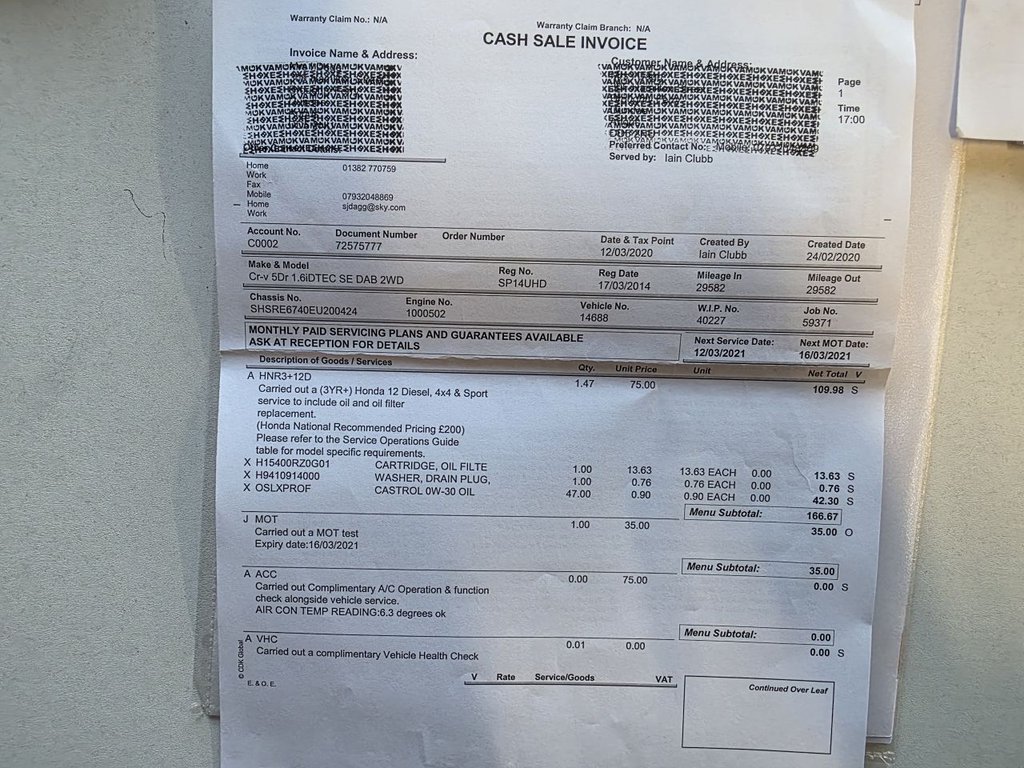 Warranty Claim No.: N/A
Warranty Claim Branch: N/A
CASH SALE INVOICE
Invoice Name & Address:
Customer Name & Address:
Page
1
Time
17:00
Preferred Contact No.:
Served by: Iain Clubb
Home 01382 770759
Work
Fax
Mobile 07932048869
Home sjdagg@sky.com
Work
Account No. Document Number Order Number Date & Tax Point Created By Created Date
C0002 72575777 12/03/2020 Iain Clubb 24/02/2020
Make & Model Reg No. Reg Date Mileage In Mileage Out
Cr-v 5Dr 1.6iDTEC SE DAB 2WD SP14UHD 17/03/2014 29582 29582
Chassis No. Engine No. Vehicle No. W.I.P. No. Job No.
SHSRE6740EU200424 1000502 14688 40227 59371
MONTHLY PAID SERVICING PLANS AND GUARANTEES AVAILABLE
ASK AT RECEPTION FOR DETAILS
Next Service Date: Next MOT Date:
12/03/2021 16/03/2021
Description of Goods / Services Qty. Unit Price Unit Net Total V
A HNR3+12D 1.47 75.00 109.98 S
Carried out a (3YR+) Honda 12 Diesel, 4x4 & Sport
service to include oil and oil filter
replacement.
(Honda National Recommended Pricing £200)
Please refer to the Service Operations Guide
table for model specific requirements.
X H15400RZ0G01 CARTRIDGE, OIL FILTE 1.00 13.63 13.63 EACH 0.00 13.63 S
X H9410914000 WASHER, DRAIN PLUG, 1.00 0.76 0.76 EACH 0.00 0.76 S
X OSLXPROF CASTROL 0W-30 OIL 47.00 0.90 0.90 EACH 0.00 42.30 S
Menu Subtotal: 166.67
J MOT 1.00 35.00 35.00 O
Carried out a MOT test
Expiry date:16/03/2021
Menu Subtotal: 35.00
A ACC 0.00 75.00 0.00 S
Carried out Complimentary A/C Operation & function
check alongside vehicle service.
AIR CON TEMP READING:6.3 degrees ok
Menu Subtotal: 0.00
A VHC 0.01 0.00 0.00 S
Carried out a complimentary Vehicle Health Check
© CDK Global
E. & O. E.
V Rate Service/Goods VAT
Continued Over Leaf